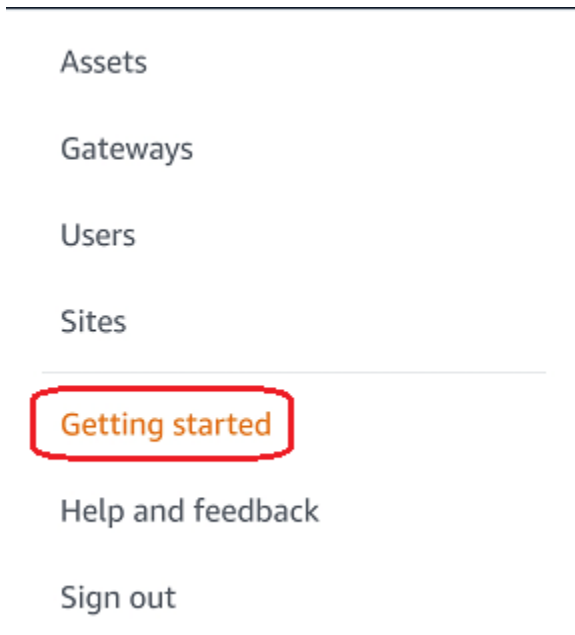 Assets
Gateways
Users
Sites
Getting started
Help and feedback
Sign out